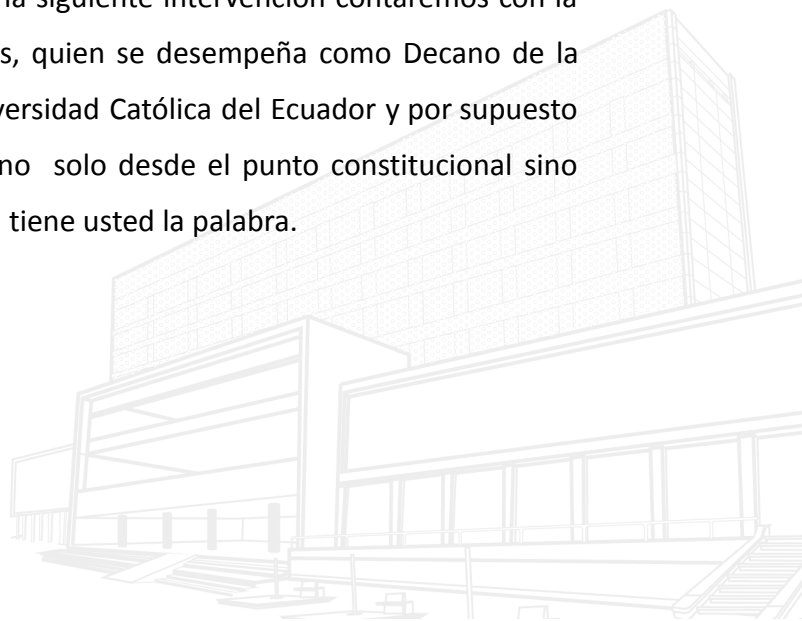 na siguiente intervención contaremos con la
s, quien se desempeña como Decano de la
versidad Católica del Ecuador y por supuesto
no solo desde el punto constitucional sino
tiene usted la palabra.